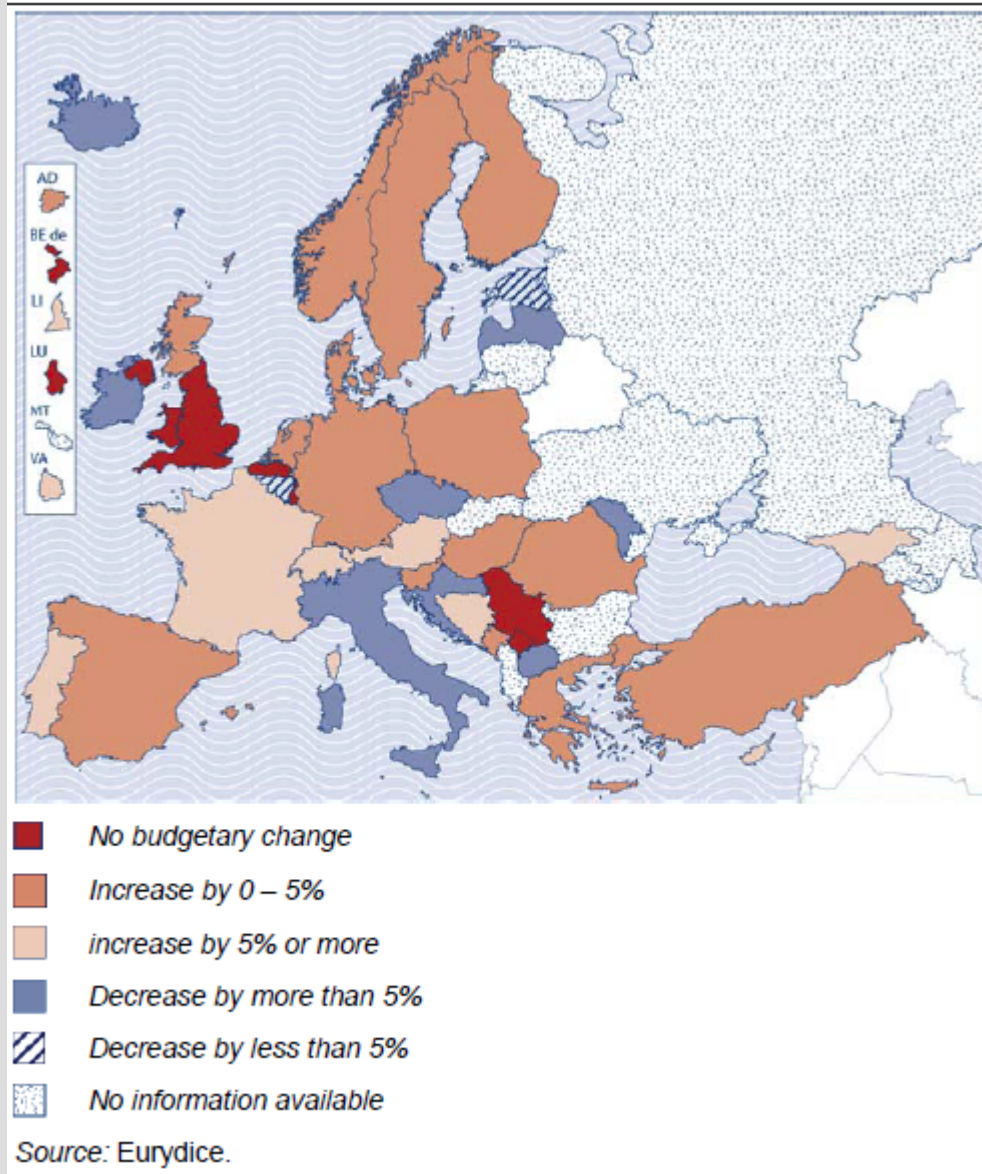 AD
BE de
LI
LU
MT
VA
No budgetary change
Increase by 0 – 5%
increase by 5% or more
Decrease by more than 5%
Decrease by less than 5%
No information available
Source: Eurydice.